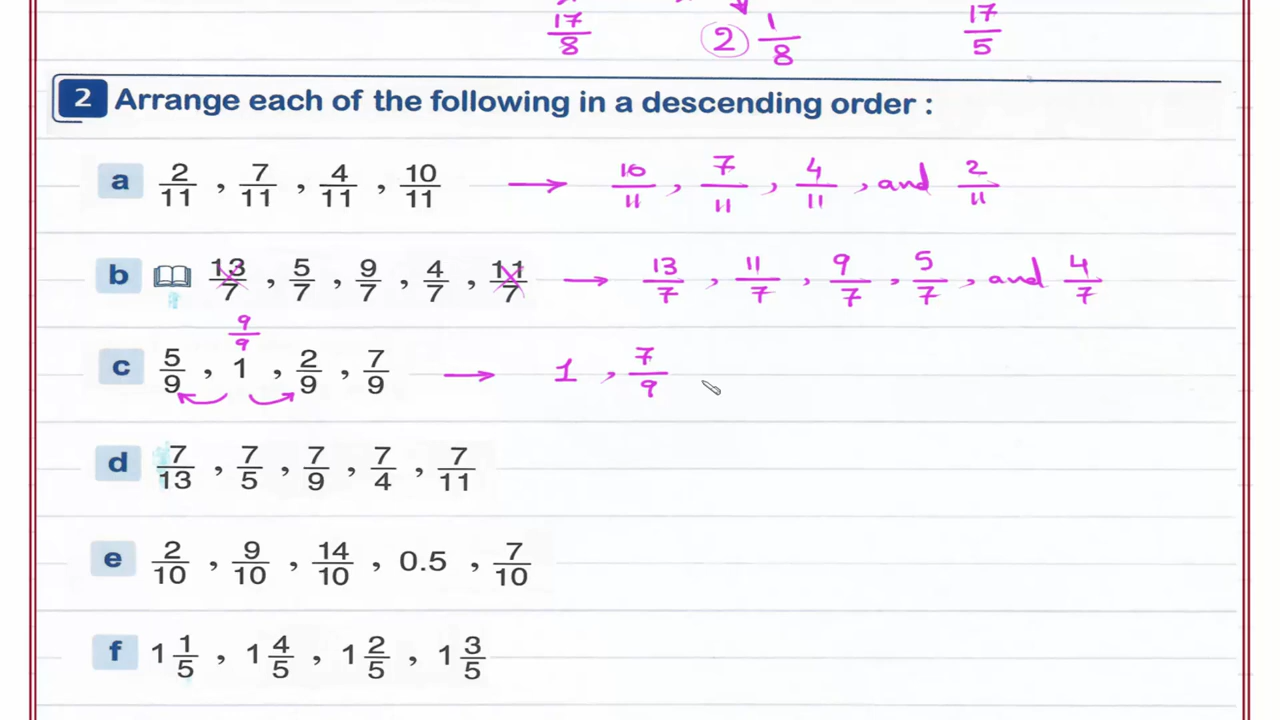 17/8 2 1/8 17/5
2 Arrange each of the following in a descending order :
a 2/11 , 7/11 , 4/11 , 10/11 → 10/11 , 7/11 , 4/11 , and 2/11
b 13/7 , 5/7 , 9/7 , 4/7 , 11/7 → 13/7 , 11/7 , 9/7 , 5/7 , and 4/7
9/9
c 5/9 , 1 , 2/9 , 7/9 → 1 , 7/9
d 7/13 , 7/5 , 7/9 , 7/4 , 7/11
e 2/10 , 9/10 , 14/10 , 0.5 , 7/10
f 1 1/5 , 1 4/5 , 1 2/5 , 1 3/5